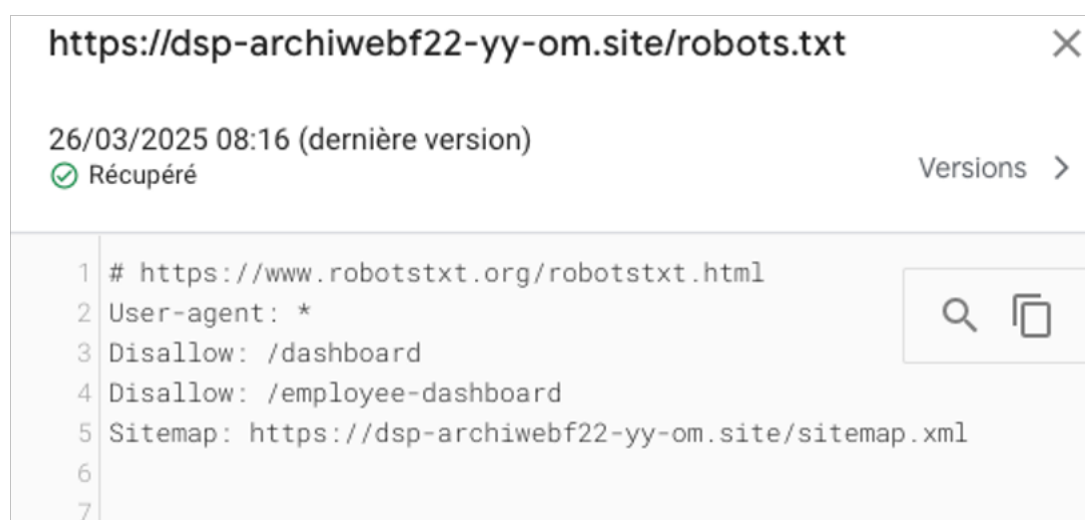 https://dsp-archiwebf22-yy-om.site/robots.txt
26/03/2025 08:16 (dernière version)
Récupéré
Versions
1 # https://www.robotstxt.org/robotstxt.html
2 User-agent: *
3 Disallow: /dashboard
4 Disallow: /employee-dashboard
5 Sitemap: https://dsp-archiwebf22-yy-om.site/sitemap.xml
6
7